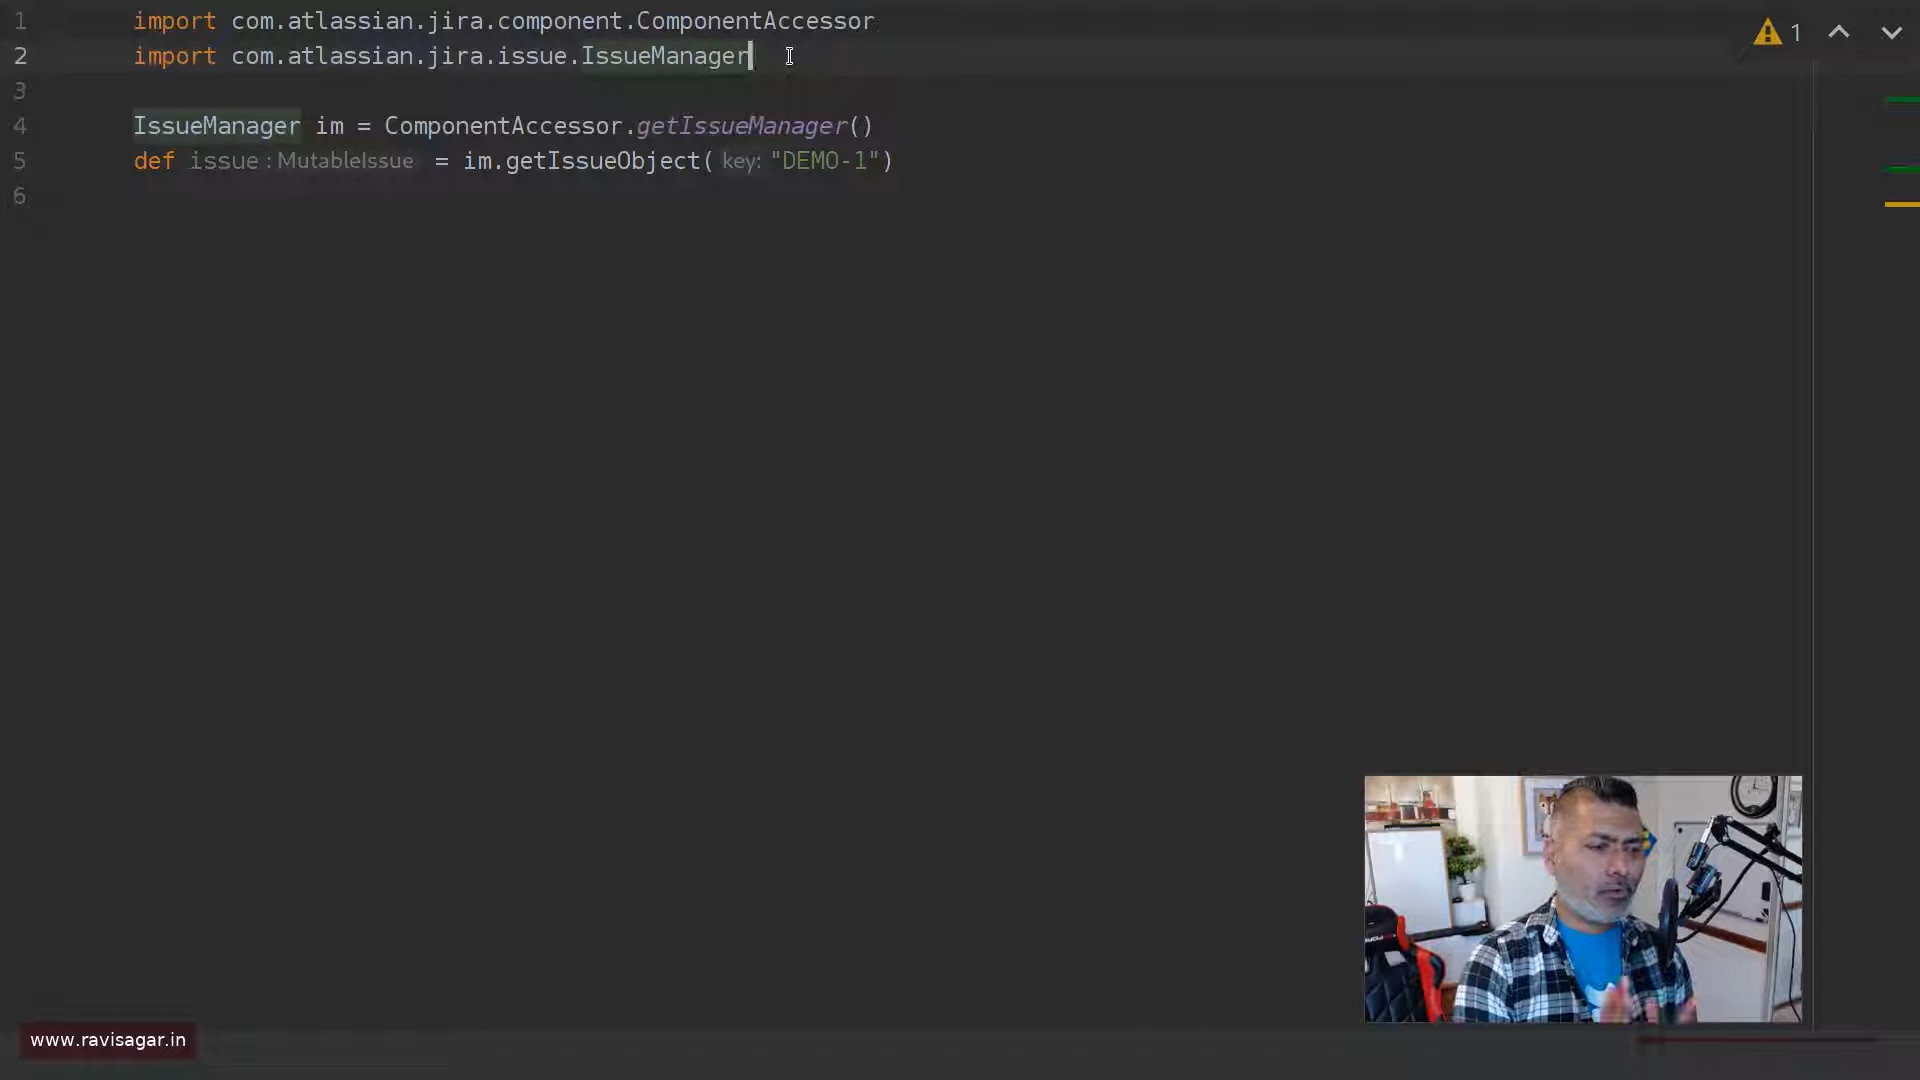 1 import com.atlassian.jira.component.ComponentAccessor
2 import com.atlassian.jira.issue.IssueManager
3
4 IssueManager im = ComponentAccessor.getIssueManager()
5 def issue : MutableIssue = im.getIssueObject( key: "DEMO-1")
6
1
www.ravisagar.in